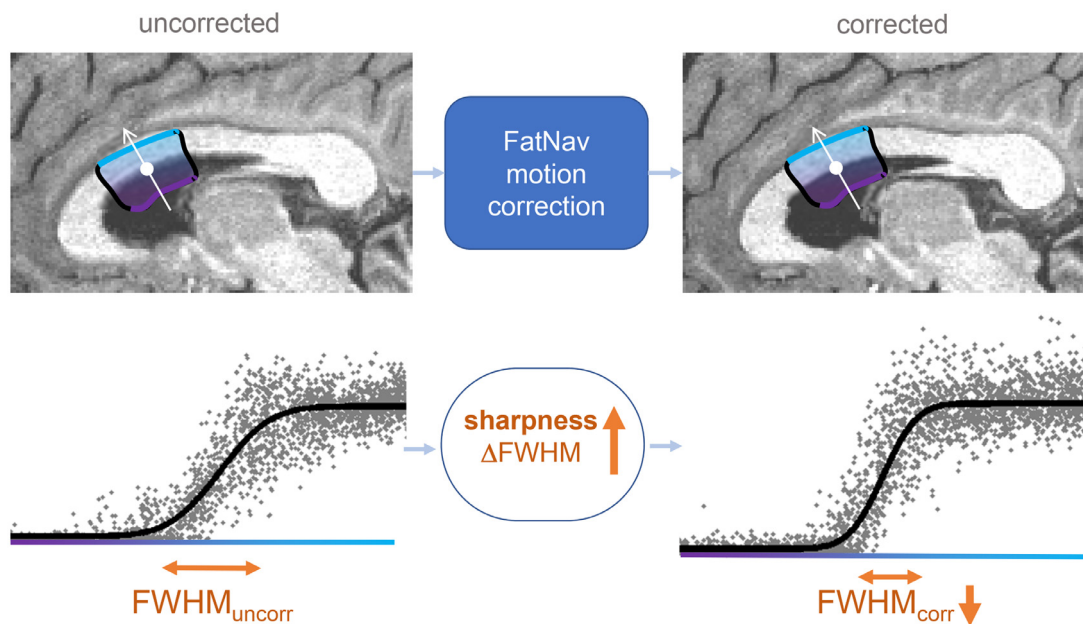 uncorrected
corrected
FatNav
motion
correction
sharpness
ΔFWHM
FWHMuncorr
FWHMcorr